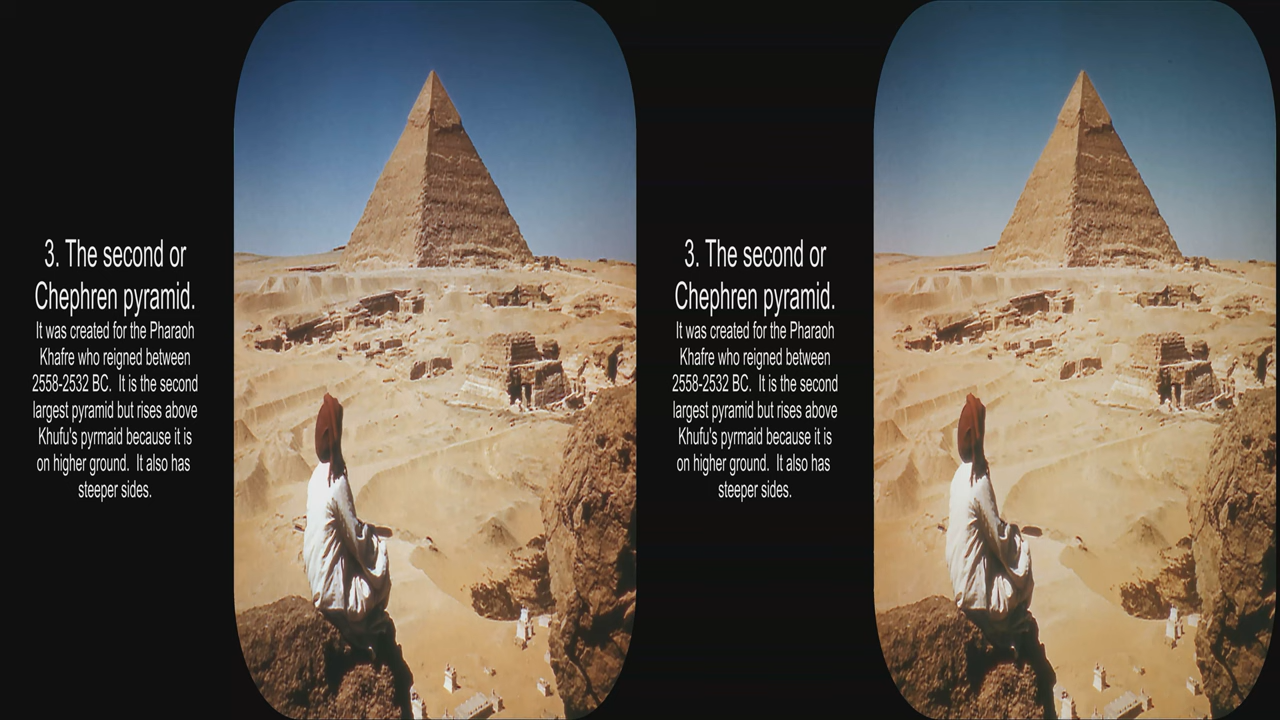 3. The second or
Chephren pyramid.
It was created for the Pharaoh
Khafre who reigned between
2558-2532 BC. It is the second
largest pyramid but rises above
Khufu's pyrmaid because it is
on higher ground. It also has
steeper sides.
3. The second or
Chephren pyramid.
It was created for the Pharaoh
Khafre who reigned between
2558-2532 BC. It is the second
largest pyramid but rises above
Khufu's pyrmaid because it is
on higher ground. It also has
steeper sides.